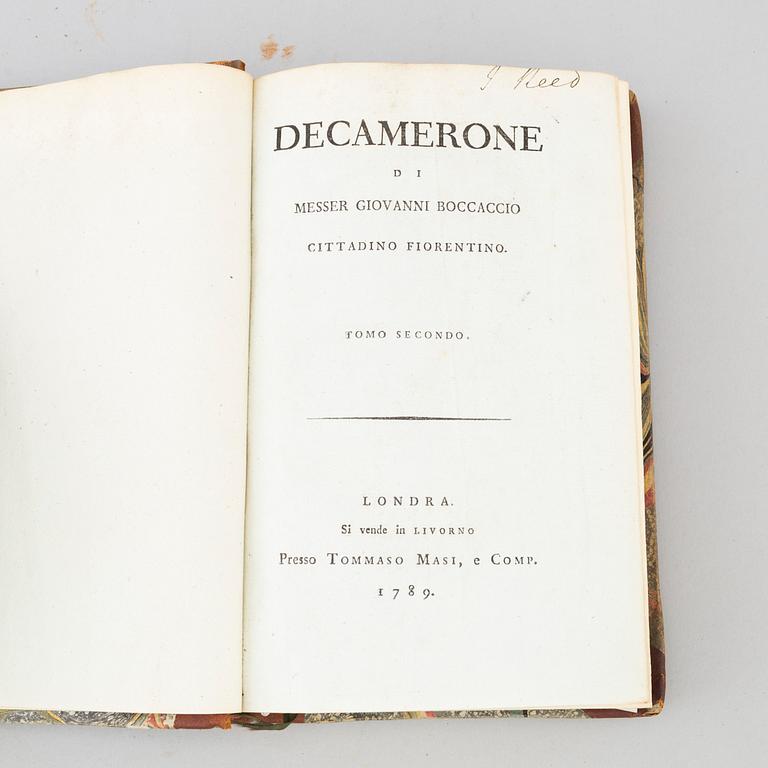 J Reed
DECAMERONE
DI
MESSER GIOVANNI BOCCACCIO
CITTADINO FIORENTINO.
TOMO SECONDO.
LONDRA.
Si vende in LIVORNO
Presso TOMMASO MASI, e COMP.
1789.